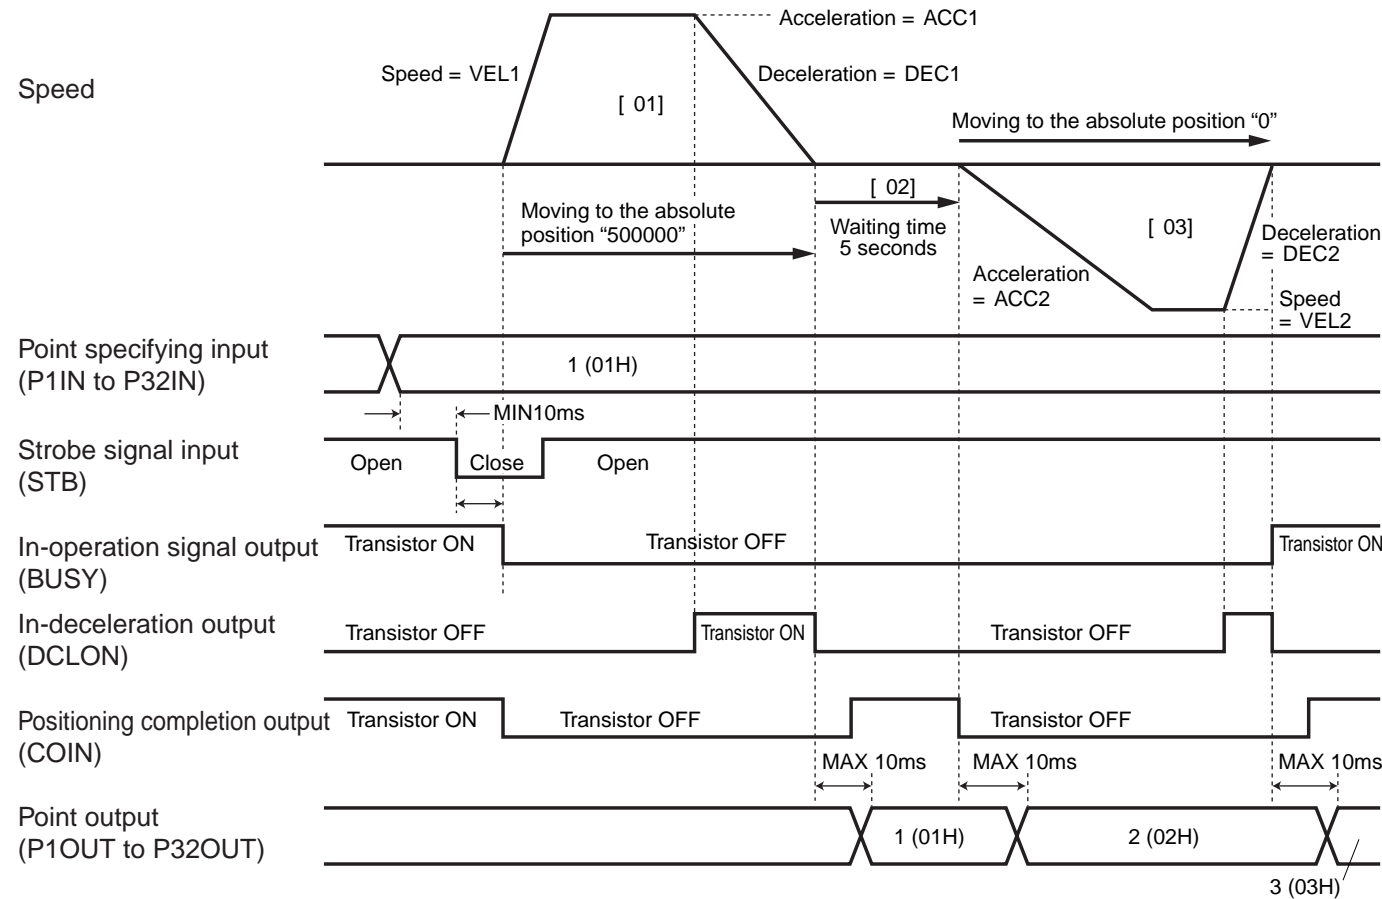 Acceleration = ACC1
Speed = VEL1
Deceleration = DEC1
Speed
[ 01]
Moving to the absolute position “0”
[ 02]
Moving to the absolute
position “500000”
Waiting time
5 seconds
[ 03]
Deceleration
= DEC2
Acceleration
= ACC2
Speed
= VEL2
Point specifying input
(P1IN to P32IN)
1 (01H)
MIN10ms
Strobe signal input
(STB)
Open
Close
Open
In-operation signal output
(BUSY)
Transistor ON
Transistor OFF
Transistor ON
In-deceleration output
(DCLON)
Transistor OFF
Transistor ON
Transistor OFF
Positioning completion output
(COIN)
Transistor ON
Transistor OFF
Transistor OFF
MAX 10ms
MAX 10ms
MAX 10ms
Point output
(P1OUT to P32OUT)
1 (01H)
2 (02H)
3 (03H)